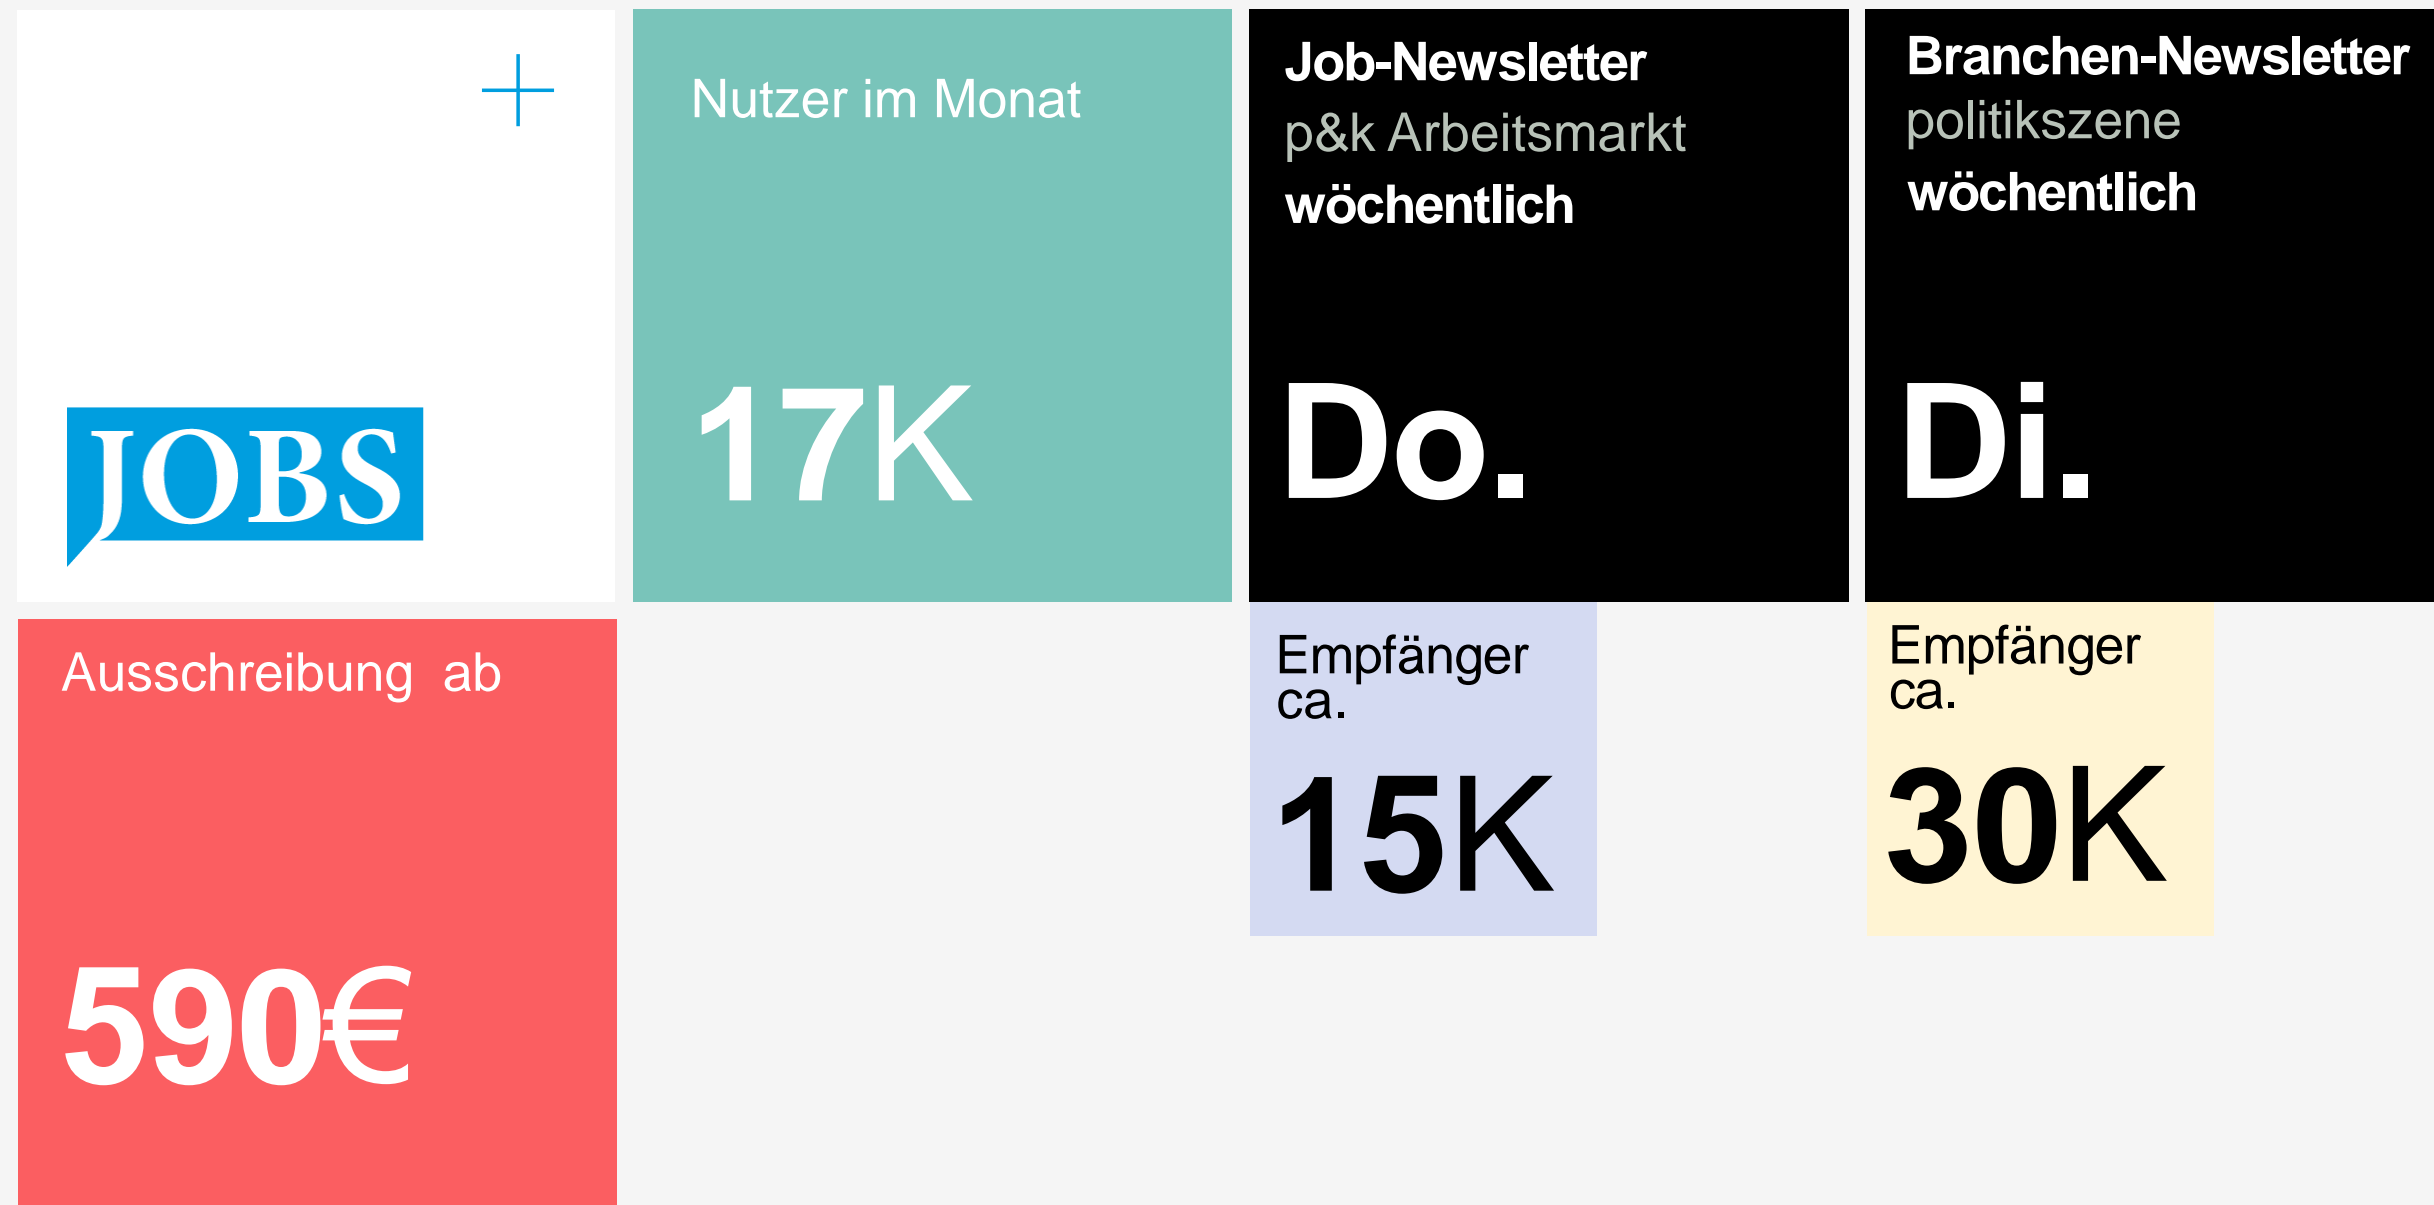 JOBS
Nutzer im Monat
17K
Job-Newsletter
p&k Arbeitsmarkt
wöchentlich
Do.
Branchen-Newsletter
politikszene
wöchentlich
Di.
Ausschreibung ab
590€
Empfänger
ca.
15K
Empfänger
ca.
30K